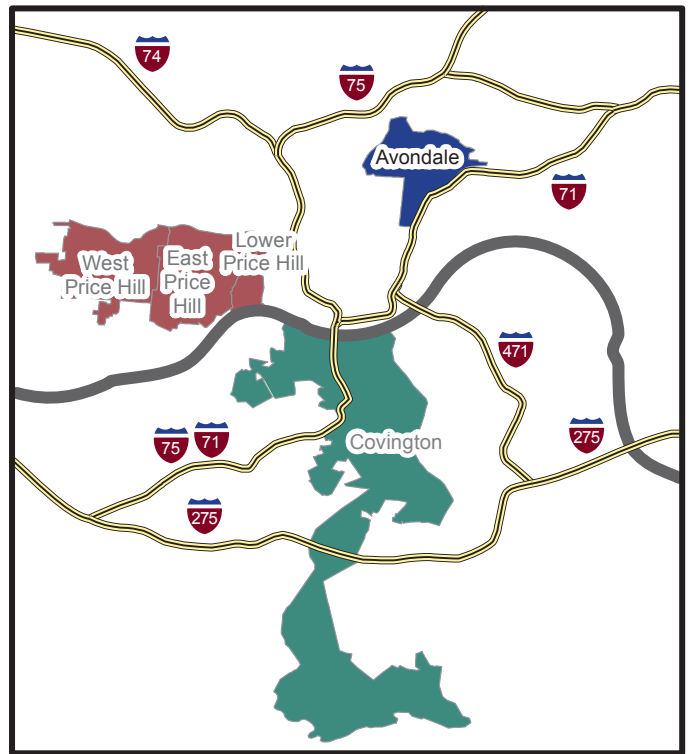 74
75
Avondale
71
Lower
Price Hill
West
Price Hill
East
Price
Hill
471
75
71
Covington
275
275